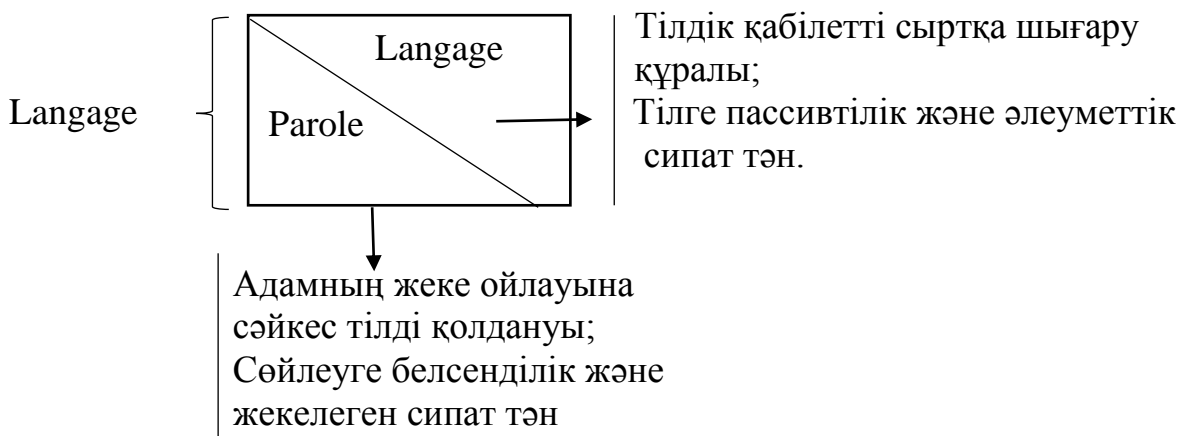 Langage
Langage
Parole
Тілдік қабілетті сыртқа шығару
құралы;
Тілге пассивтілік және әлеуметтік
сипат тән.
Адамның жеке ойлауына
сәйкес тілді қолдануы;
Сөйлеуге белсенділік және
жекелеген сипат тән